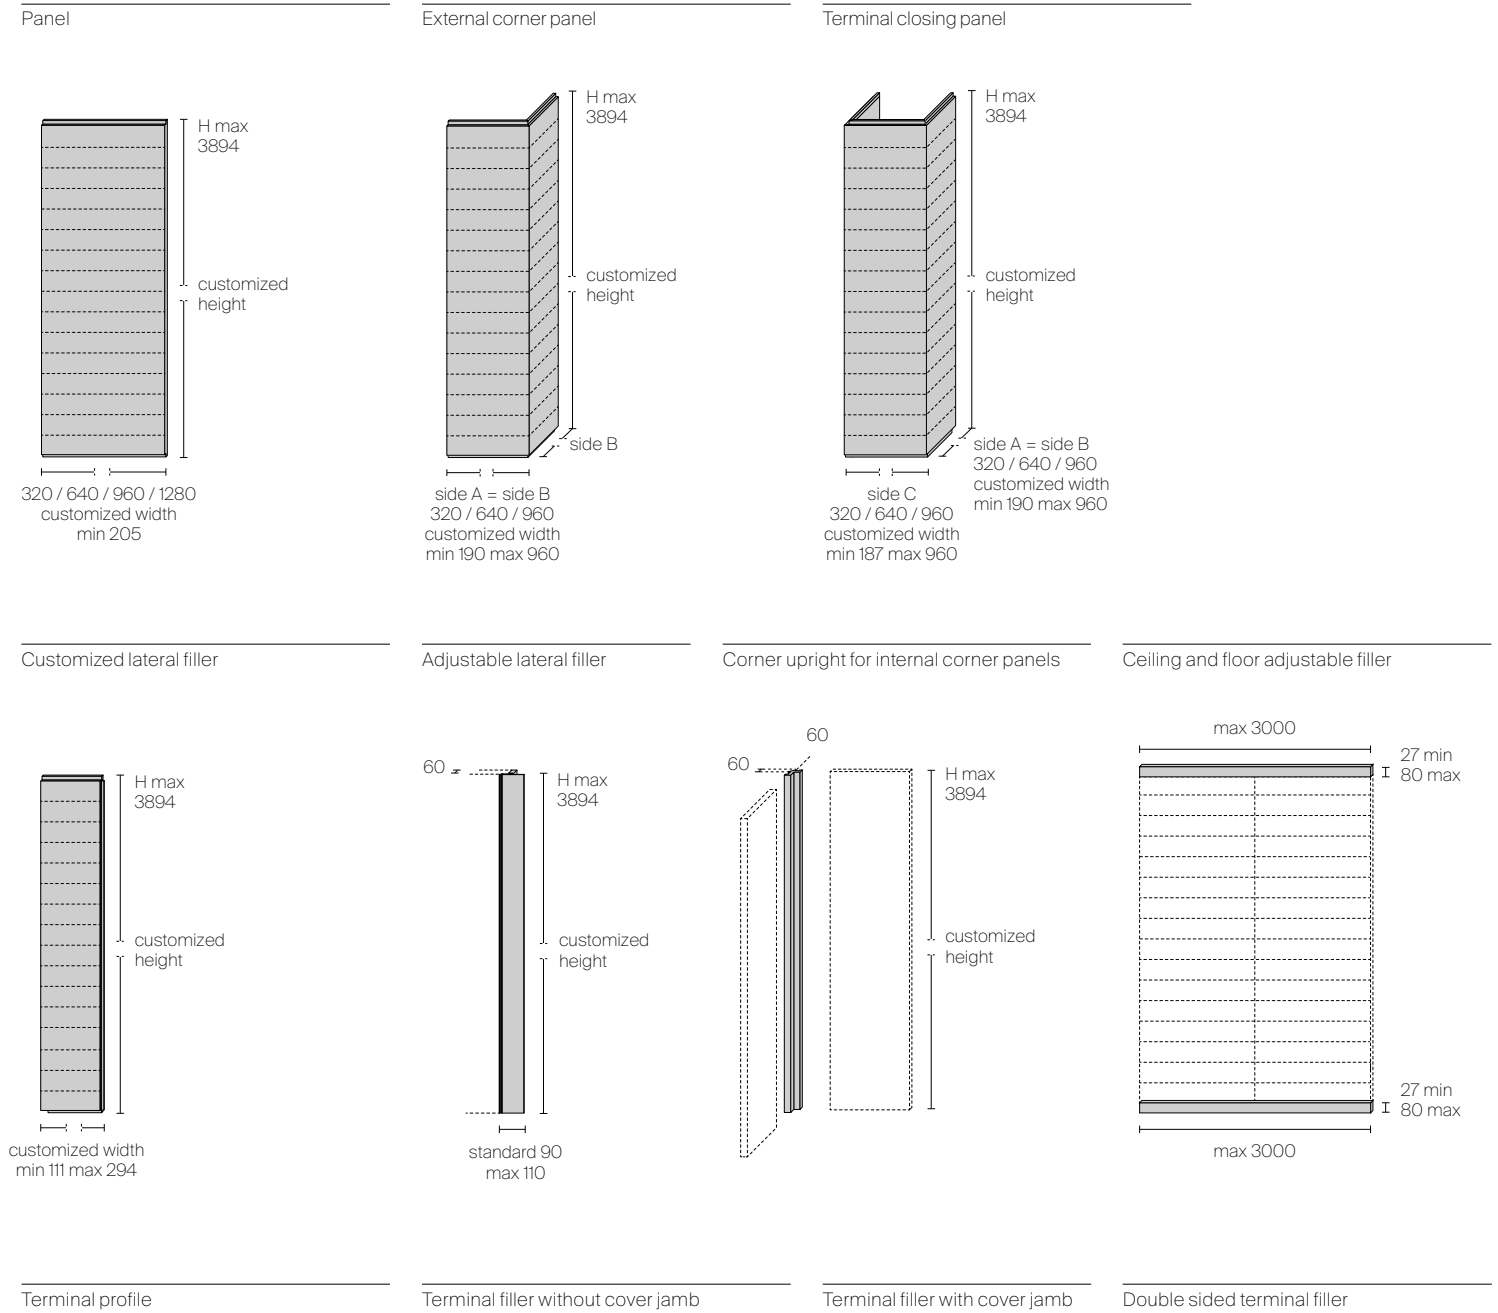 Panel
External corner panel
Terminal closing panel
H max
3894
customized
height
320 / 640 / 960 / 1280
customized width
min 205
H max
3894
customized
height
side B
side A = side B
320 / 640 / 960
customized width
min 190 max 960
H max
3894
customized
height
side A = side B
320 / 640 / 960
customized width
min 190 max 960
side C
320 / 640 / 960
customized width
min 187 max 960
Customized lateral filler
Adjustable lateral filler
Corner upright for internal corner panels
Ceiling and floor adjustable filler
H max
3894
customized
height
customized width
min 111 max 294
60
H max
3894
customized
height
standard 90
max 110
60
60
H max
3894
customized
height
max 3000
27 min
80 max
27 min
80 max
max 3000
Terminal profile
Terminal filler without cover jamb
Terminal filler with cover jamb
Double sided terminal filler